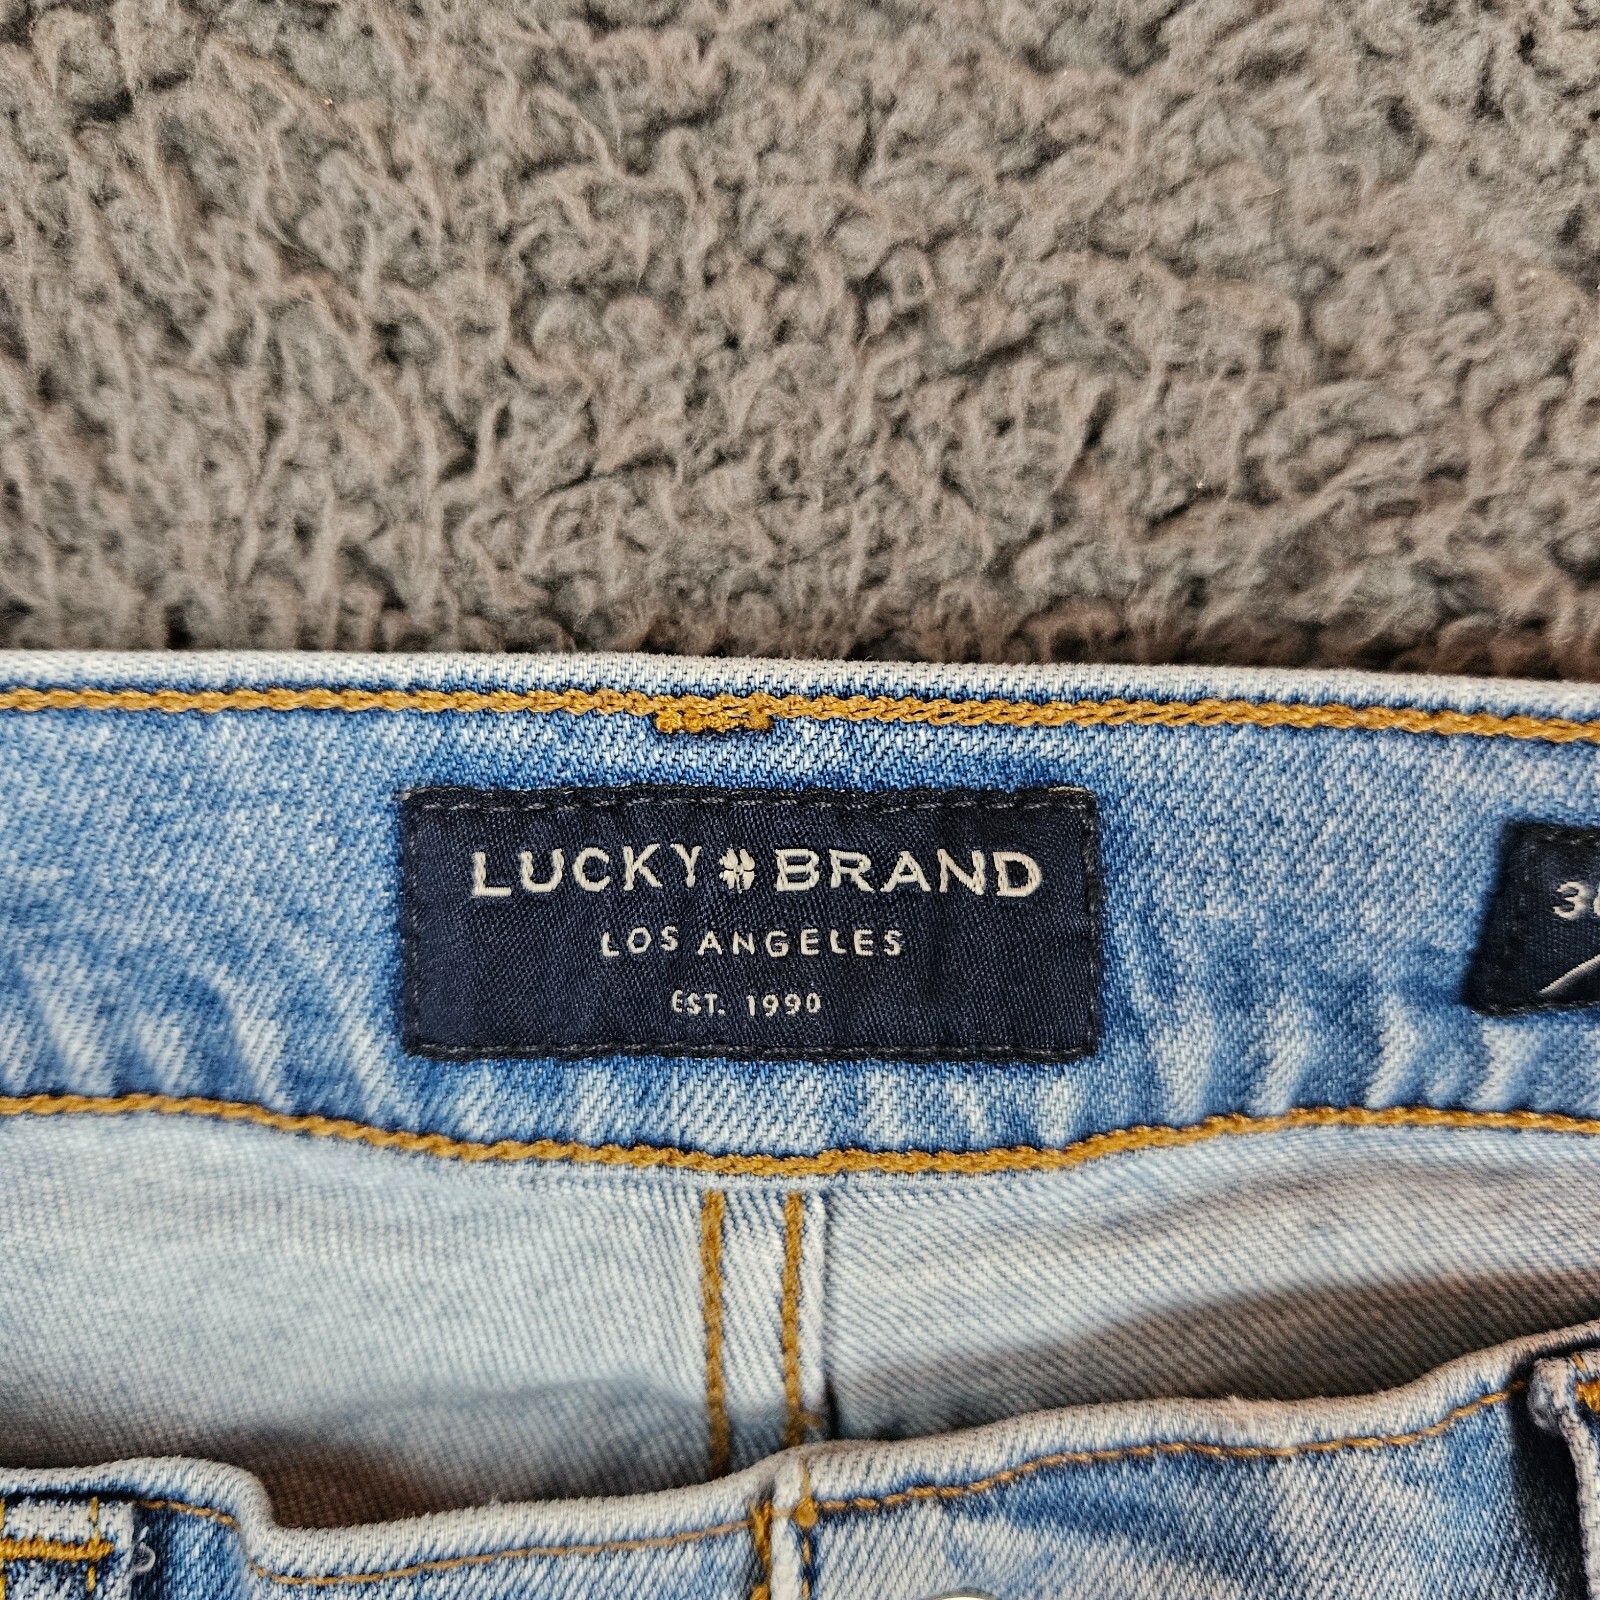 LUCKY BRAND
LOS ANGELES
EST. 1990